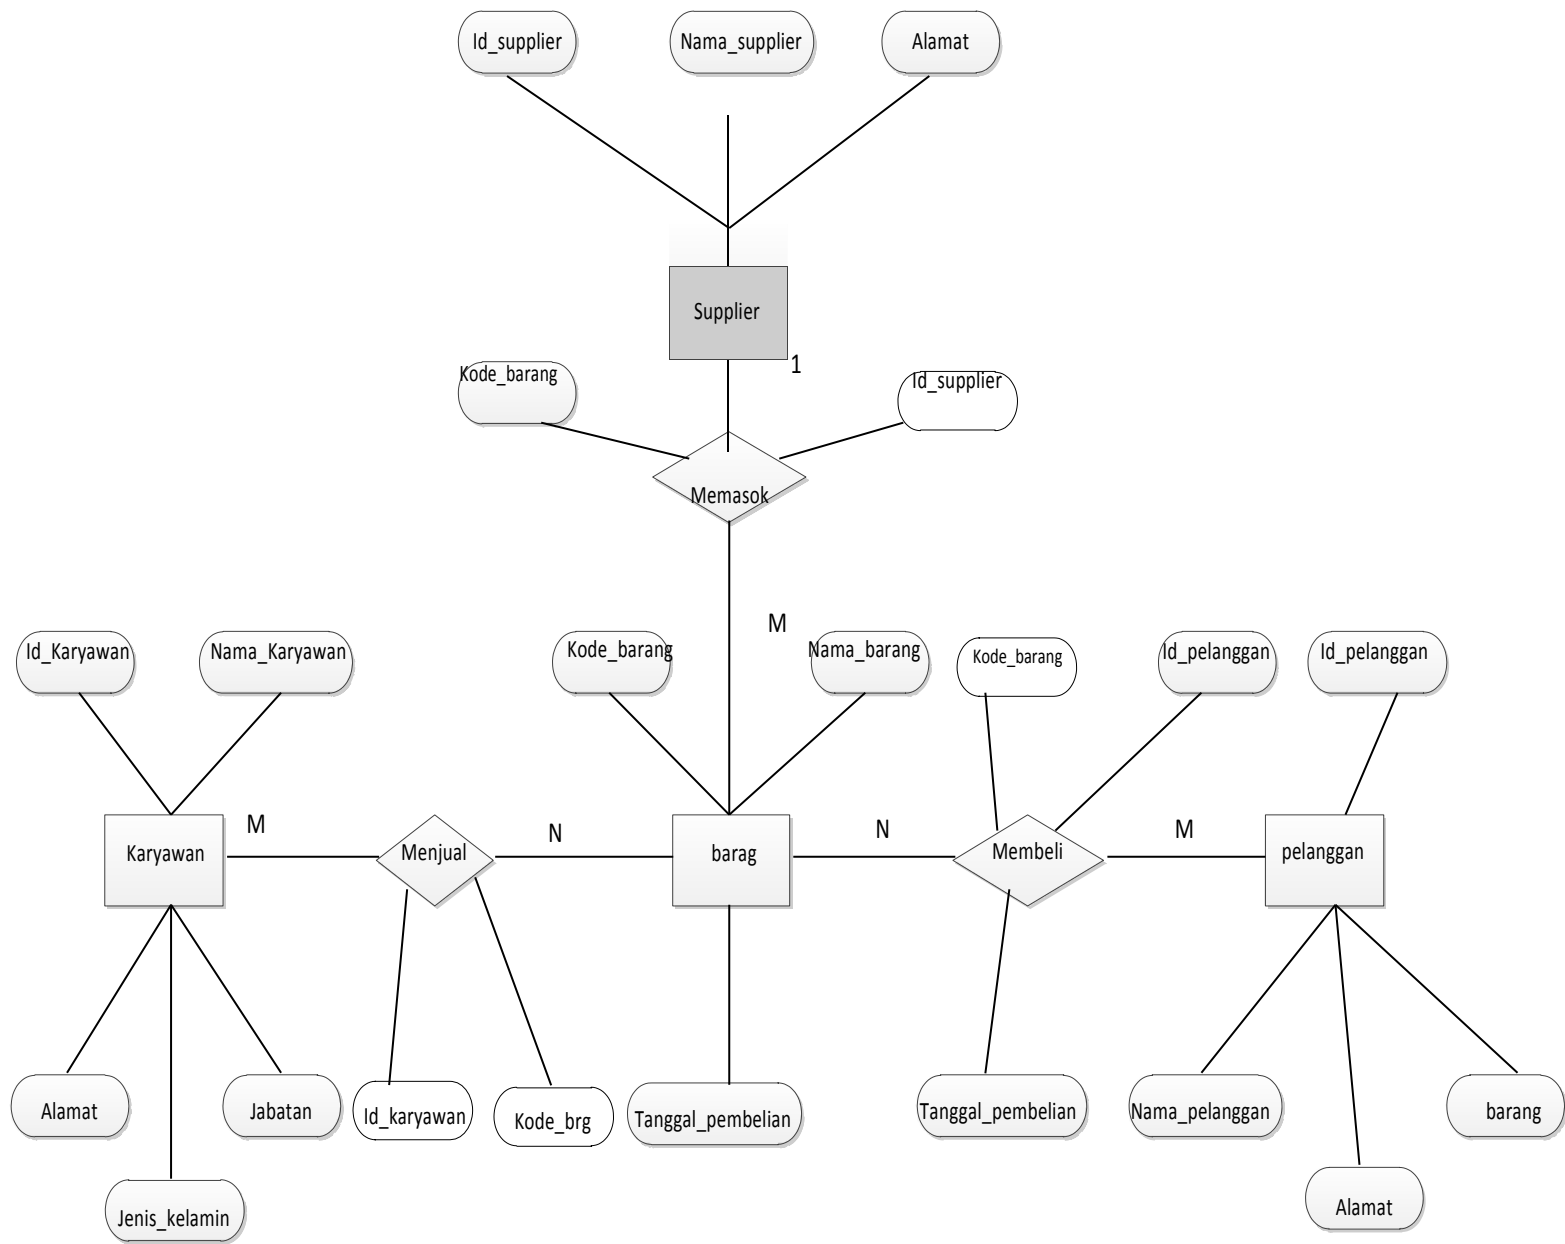 Id_supplier
Nama_supplier
Alamat
Supplier
1
Kode_barang
Id_supplier
Memasok
M
Id_Karyawan
Nama_Karyawan
Kode_barang
Nama_barang
Kode_barang
Id_pelanggan
Id_pelanggan
Karyawan
M
Menjual
N
barag
N
Membeli
M
pelanggan
Alamat
Jabatan
Id_karyawan
Kode_brg
Tanggal_pembelian
Tanggal_pembelian
Nama_pelanggan
barang
Jenis_kelamin
Alamat